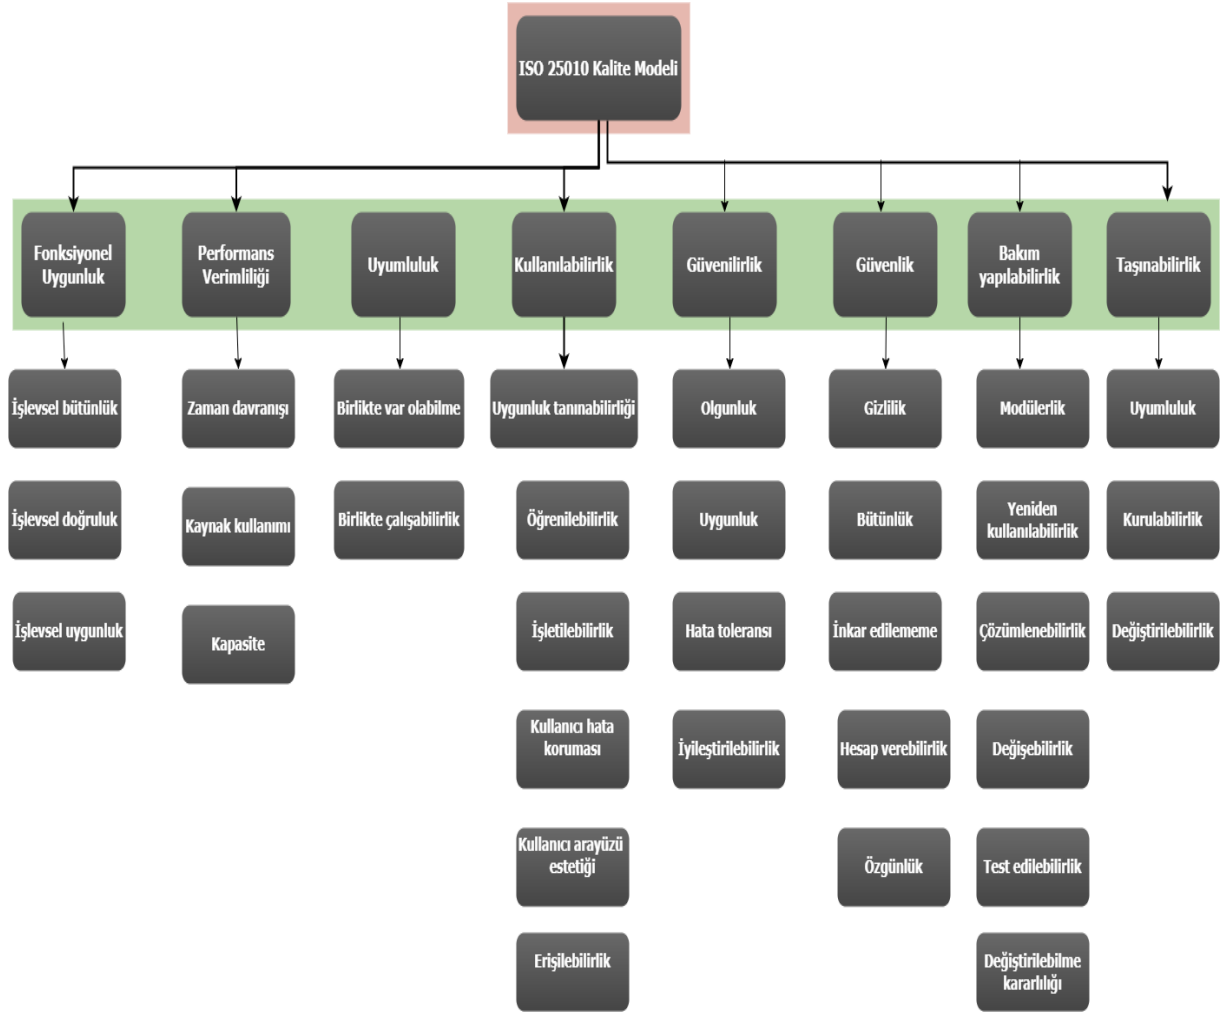 ISO 25010 Kalite Modeli
Fonksiyonel
Uygunluk
Performans
Verimliliği
Uyumluluk
Kullanılabilirlik
Güvenilirlik
Güvenlik
Bakım
yapılabilirlik
Taşınabilirlik
İşlevsel bütünlük
Zaman davranışı
Birlikte var olabilme
Uygunluk tanınabilirliği
Olgunluk
Gizlilik
Modülerlik
Uyumluluk
İşlevsel doğruluk
Kaynak kullanımı
Birlikte çalışabilirlik
Öğrenilebilirlik
Uygunluk
Bütünlük
Yeniden
kullanılabilirlik
Kurulabilirlik
İşlevsel uygunluk
Kapasite
İşletilebilirlik
Hata toleransı
İnkar edilememe
Çözümlenebilirlik
Değiştirilebilirlik
Kullanıcı hata
koruması
İyileştirilebilirlik
Hesap verebilirlik
Değişebilirlik
Kullanıcı arayüzü
estetiği
Özgünlük
Test edilebilirlik
Erişilebilirlik
Değiştirilebilme
kararlılığı